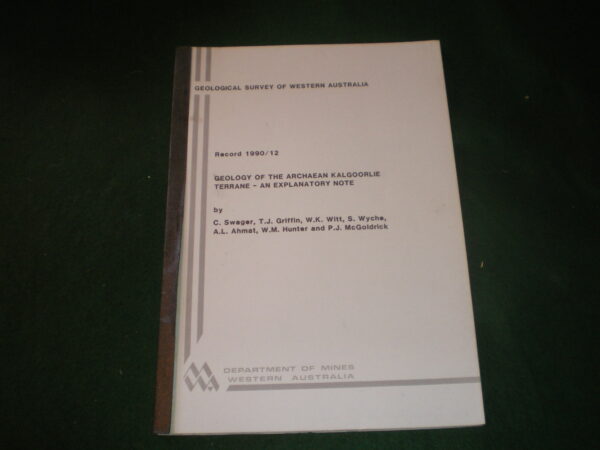 GEOLOGICAL SURVEY OF WESTERN AUSTRALIA
Record 1990/12
GEOLOGY OF THE ARCHAEAN KALGOORLIE
TERRANE - AN EXPLANATORY NOTE
by
C. Swager, T.J. Griffin, W.K. Witt, S. Wyche,
A.L. Ahmat, W.M. Hunter and P.J. McGoldrick
DEPARTMENT OF MINES
WESTERN AUSTRALIA